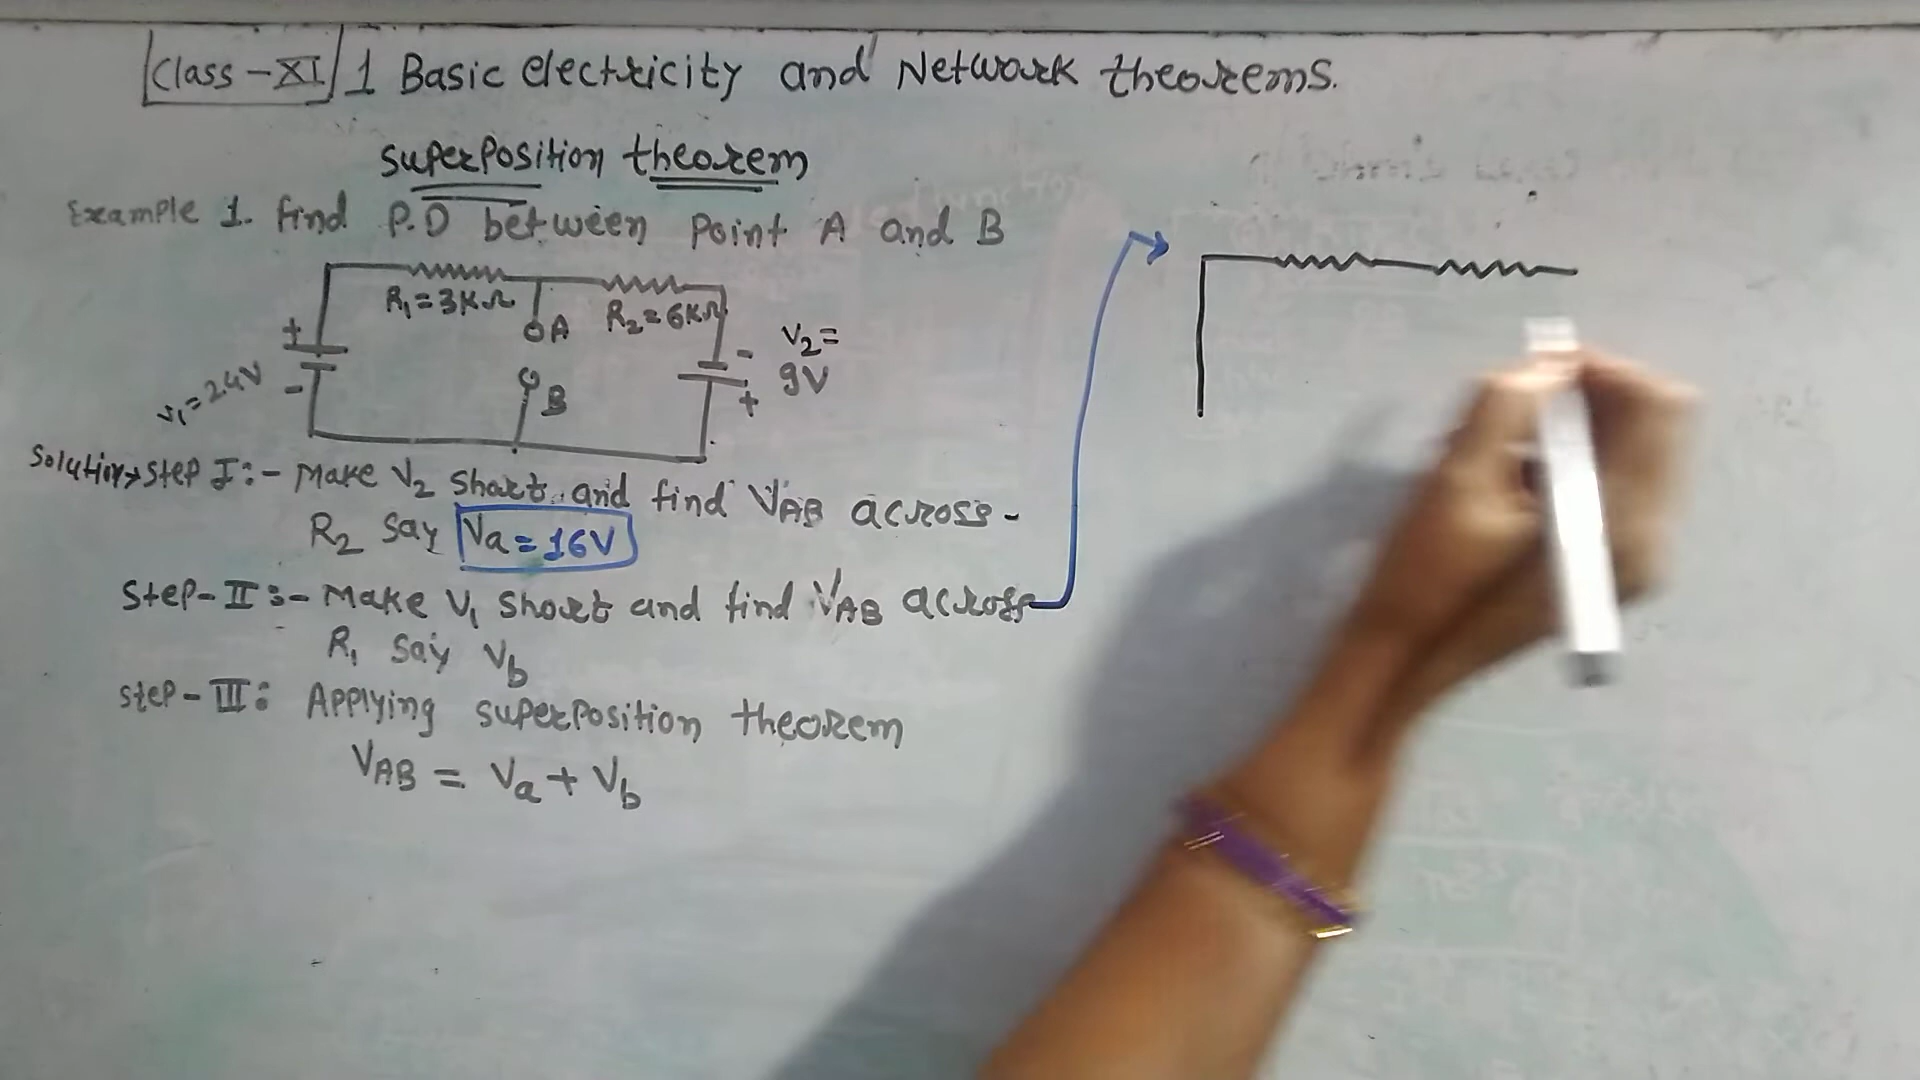 Class-XI 1 Basic electricity and Network theorems.
Superposition theorem
Example 1. find P.D between Point A and B
R₁=3KΩ
R₂=6KΩ
A
B
+
-
V₁=24V
-
+
V₂=
9V
Solution→Step I:- Make V₂ short and find VAB across-
R₂ say Va=16V
Step-II:- Make V₁ short and find VAB across
R₁ say Vb
Step-III: Applying superposition theorem
VAB = Va + Vb